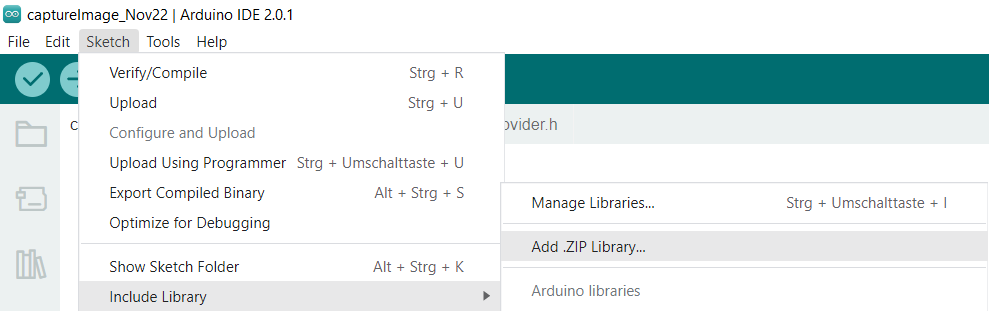 captureImage_Nov22 | Arduino IDE 2.0.1
File Edit Sketch Tools Help
Verify/Compile Strg + R
Upload Strg + U
Configure and Upload
c ovider.h
Upload Using Programmer Strg + Umschalttaste + U
Export Compiled Binary Alt + Strg + S
Manage Libraries... Strg + Umschalttaste + I
Optimize for Debugging
Add .ZIP Library...
Show Sketch Folder Alt + Strg + K
Arduino libraries
Include Library